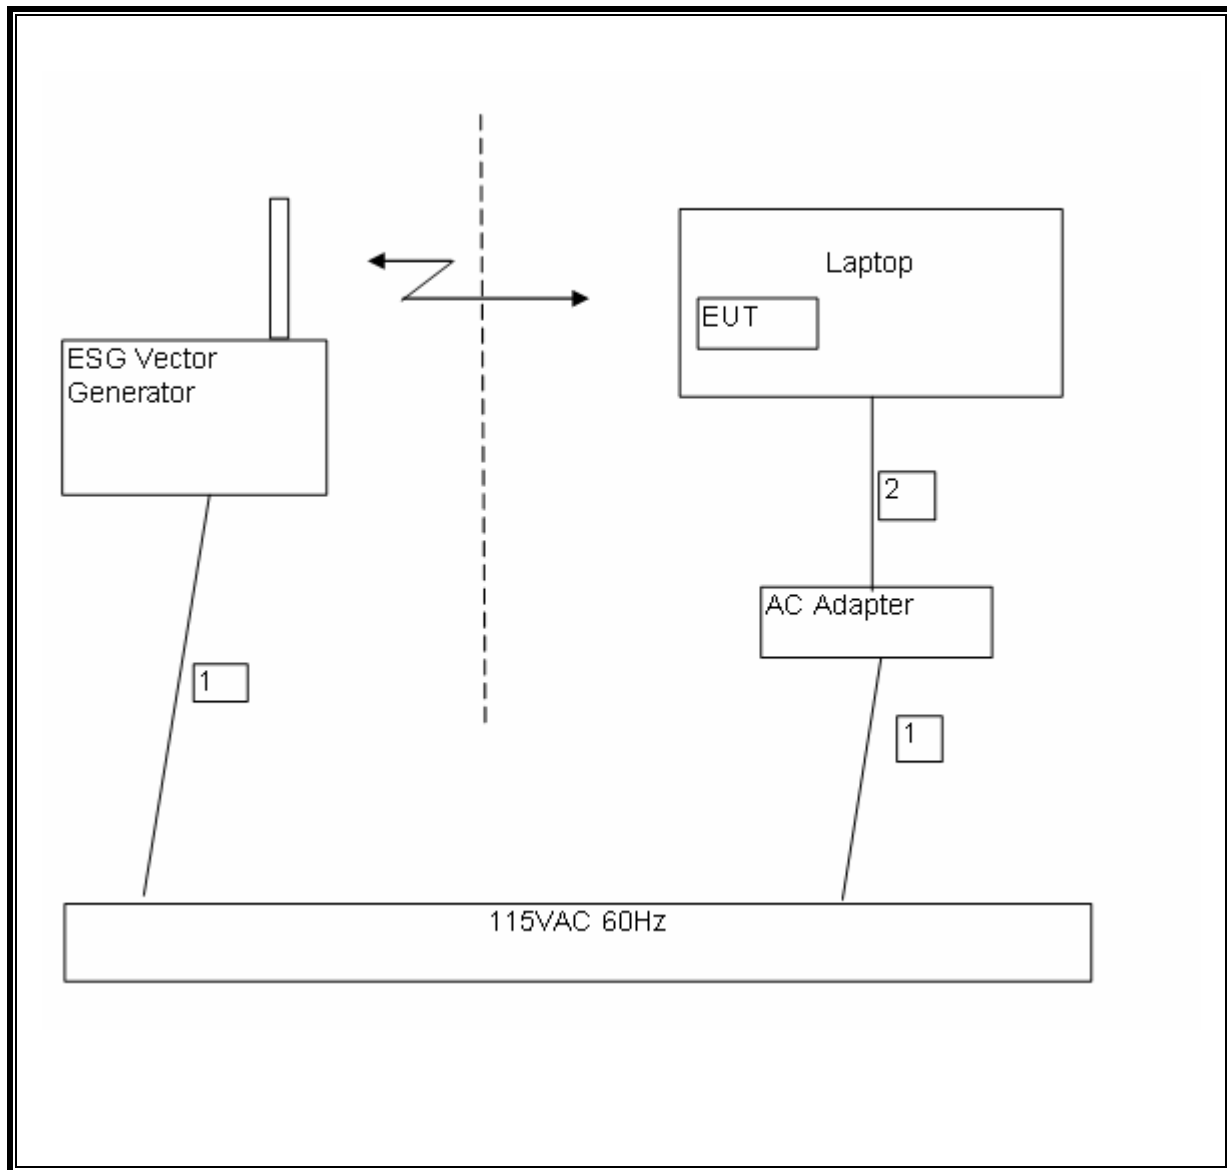 Laptop
EUT
ESG Vector
Generator
2
AC Adapter
1
1
115VAC 60Hz